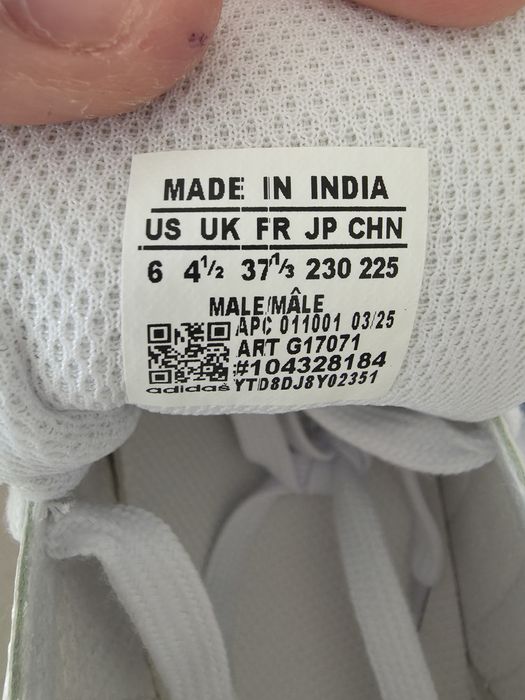 MADE IN INDIA
US UK FR JP CHN
6 4½ 37⅓ 230 225
MALE/MÂLE
APC 011001 03/25
ART G17071
#104328184
adidas YTD8DJ8Y02351